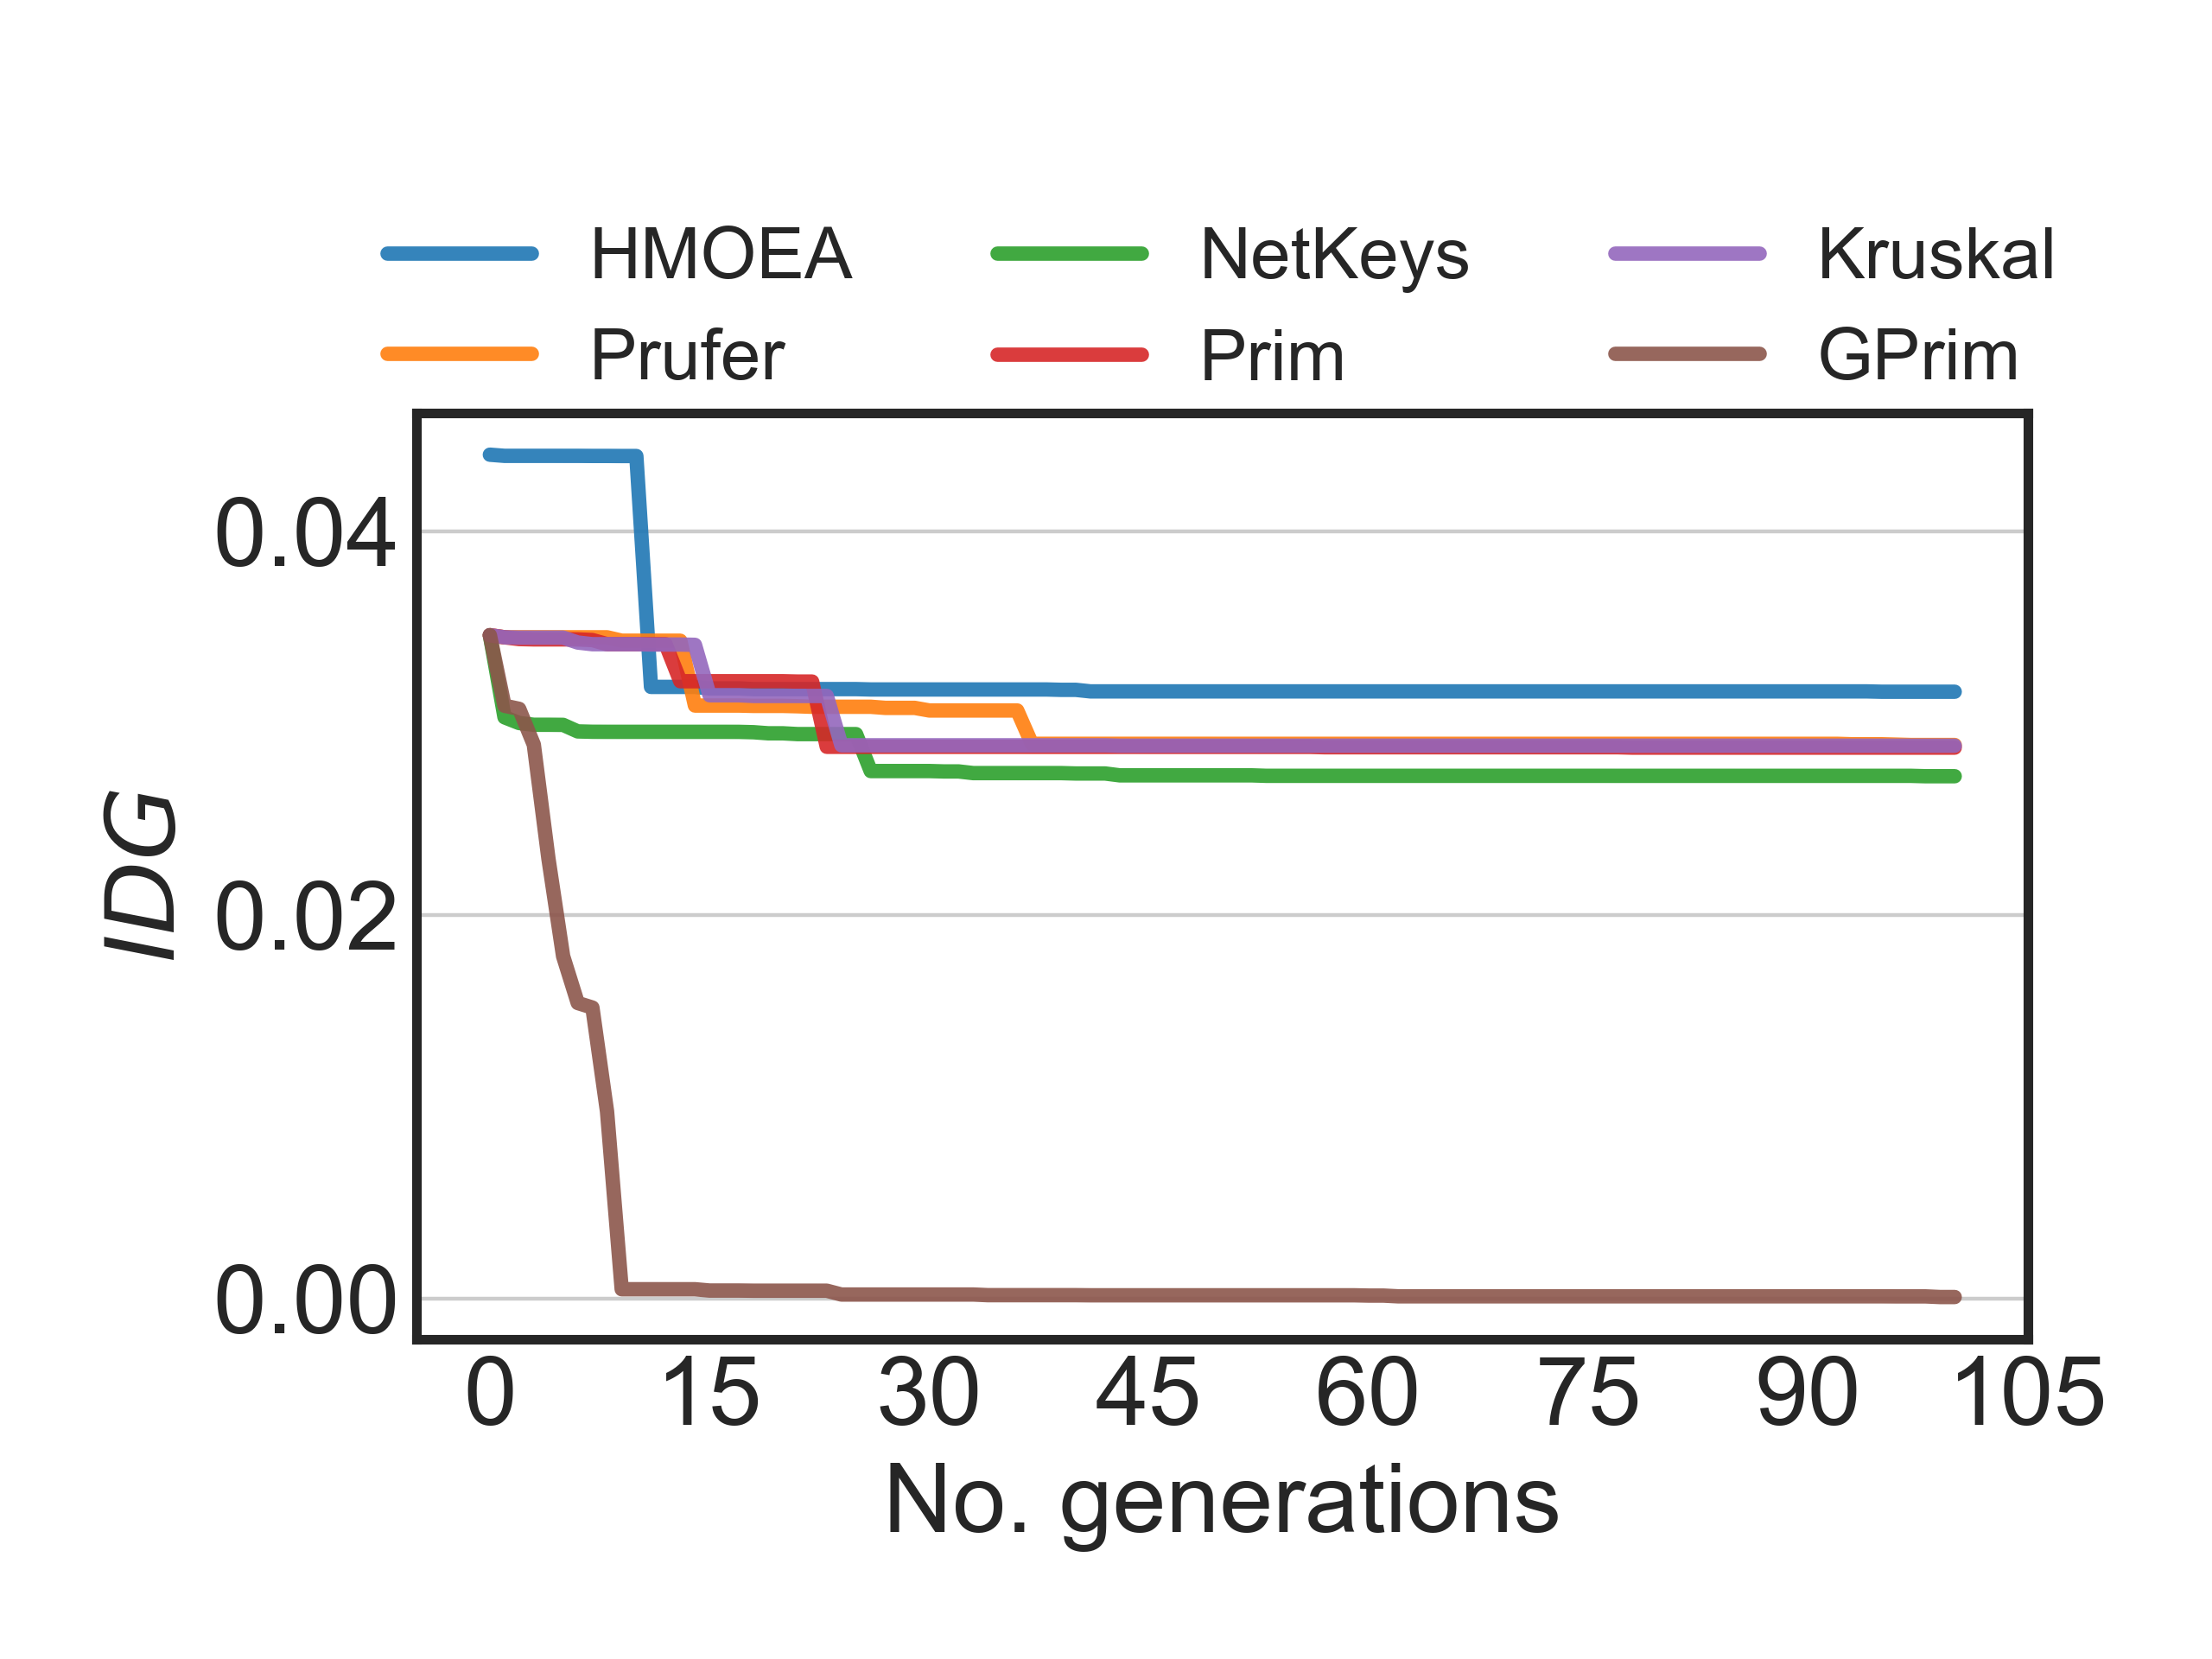 HMOEA NetKeys Kruskal
Prufer Prim GPrim
0.04
0.02
0.00
IDG
0 15 30 45 60 75 90 105
No. generations